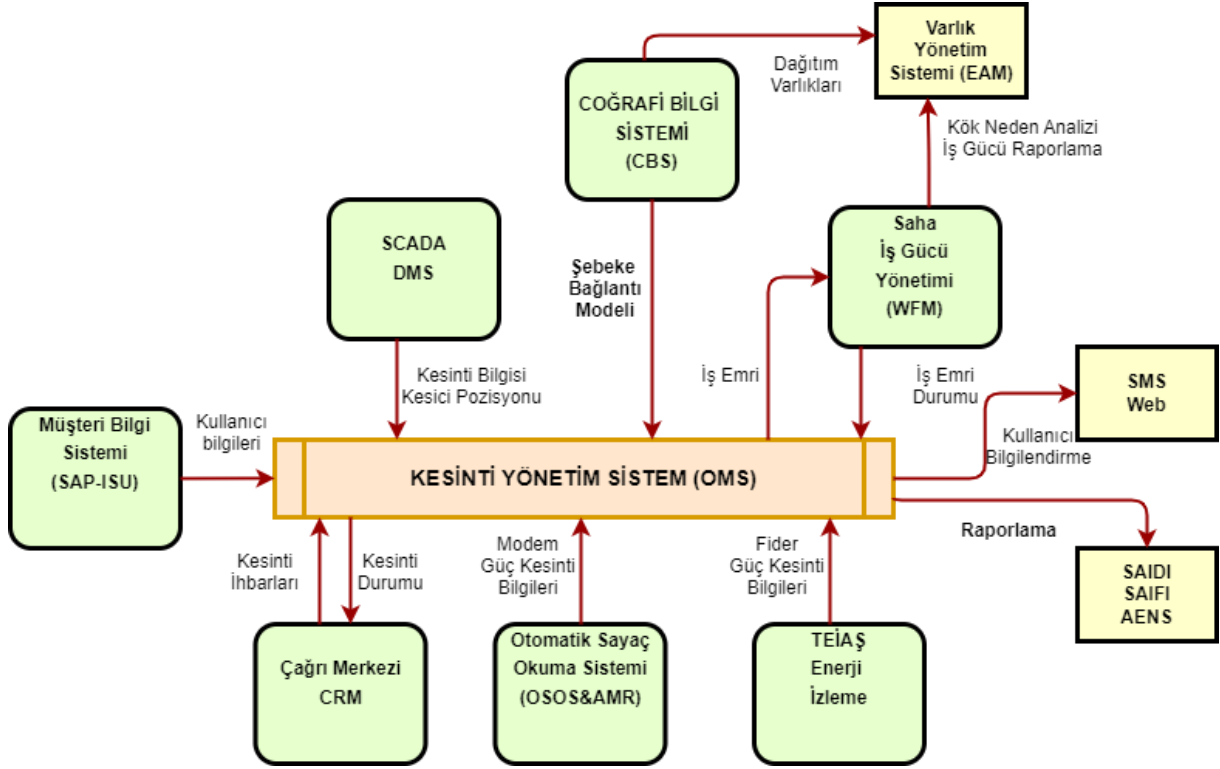 Varlık
Yönetim
Sistemi (EAM)
Dağıtım
Varlıkları
COĞRAFİ BİLGİ
SİSTEMİ
(CBS)
Kök Neden Analizi
İş Gücü Raporlama
SCADA
DMS
Şebeke
Bağlantı
Modeli
Saha
İş Gücü
Yönetimi
(WFM)
Kesinti Bilgisi
Kesici Pozisyonu
İş Emri
İş Emri
Durumu
SMS
Web
Müşteri Bilgi
Sistemi
(SAP-ISU)
Kullanıcı
bilgileri
Kullanıcı
Bilgilendirme
KESİNTİ YÖNETİM SİSTEM (OMS)
Raporlama
Kesinti
İhbarları
Kesinti
Durumu
Modem
Güç Kesinti
Bilgileri
Fider
Güç Kesinti
Bilgileri
SAIDI
SAIFI
AENS
Çağrı Merkezi
CRM
Otomatik Sayaç
Okuma Sistemi
(OSOS&AMR)
TEİAŞ
Enerji
İzleme